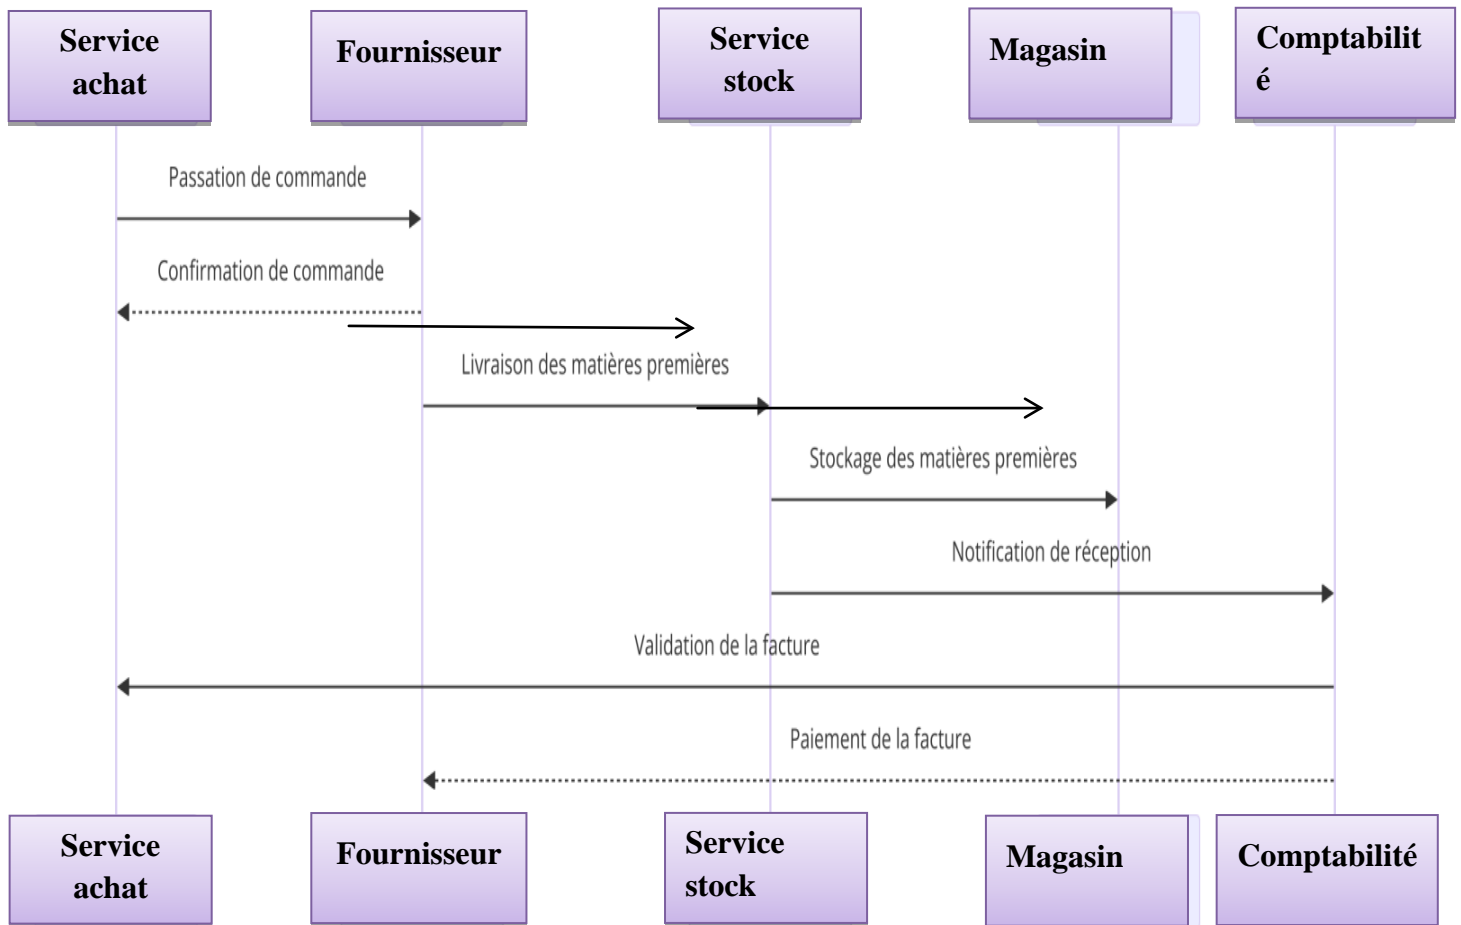 Service
achat
Fournisseur
Service
stock
Magasin
Comptabilit
é
Passation de commande
Confirmation de commande
Livraison des matières premières
Stockage des matières premières
Notification de réception
Validation de la facture
Paiement de la facture
Service
achat
Fournisseur
Service
stock
Magasin
Comptabilité